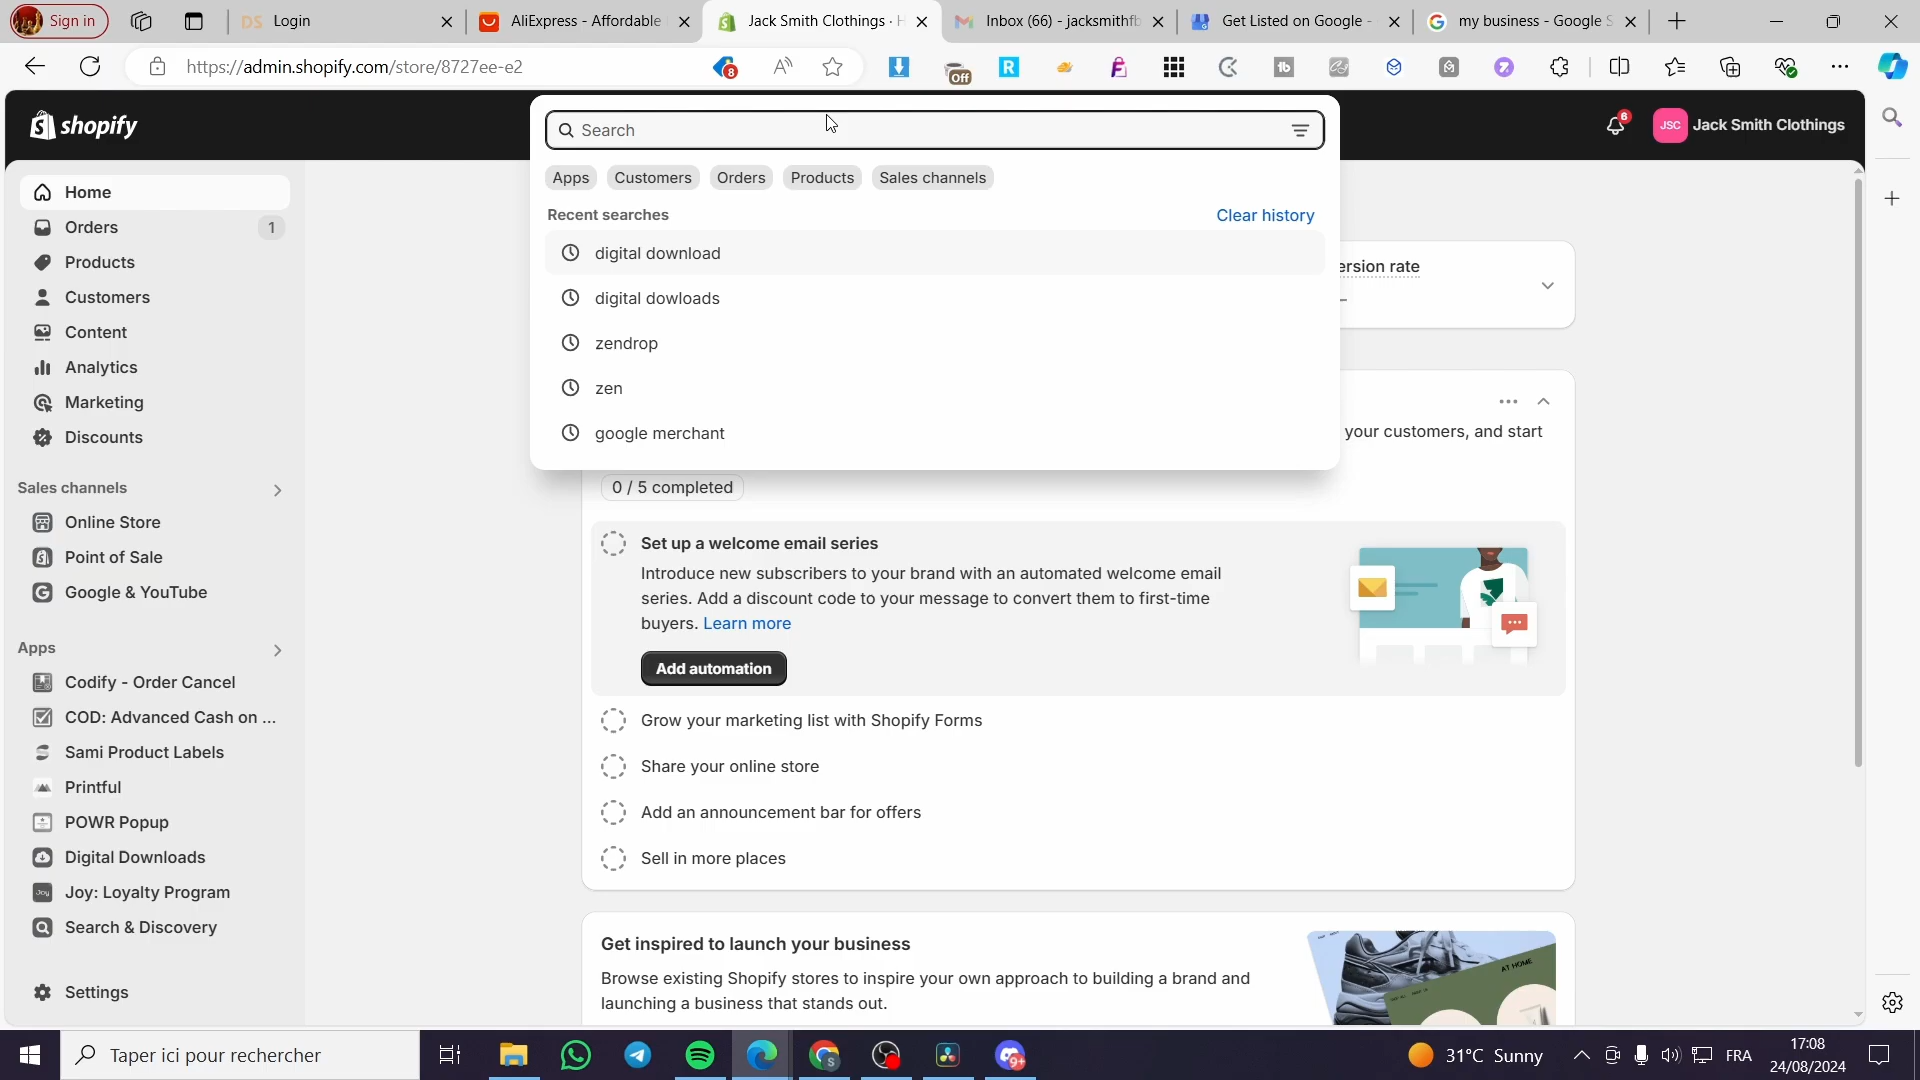 Sign in
DS Login
AliExpress - Affordable
Jack Smith Clothings · H
Inbox (66) - jacksmithfb
Get Listed on Google -
my business - Google S
https://admin.shopify.com/store/8727ee-e2
8
Off
shopify
Search
6
JSC
Jack Smith Clothings
Apps
Customers
Orders
Products
Sales channels
Recent searches
Clear history
digital download
digital dowloads
zendrop
zen
google merchant
Home
Orders
1
Products
Customers
Content
Analytics
Marketing
Discounts
Sales channels
Online Store
Point of Sale
Google & YouTube
Apps
Codify - Order Cancel
COD: Advanced Cash on ...
Sami Product Labels
Printful
POWR Popup
Digital Downloads
Joy: Loyalty Program
Search & Discovery
Settings
ersion rate
your customers, and start
0 / 5 completed
Set up a welcome email series
Introduce new subscribers to your brand with an automated welcome email
series. Add a discount code to your message to convert them to first-time
buyers. Learn more
Add automation
Grow your marketing list with Shopify Forms
Share your online store
Add an announcement bar for offers
Sell in more places
Get inspired to launch your business
Browse existing Shopify stores to inspire your own approach to building a brand and
launching a business that stands out.
AT HOME
Taper ici pour rechercher
9+
31°C Sunny
FRA
17:08
24/08/2024